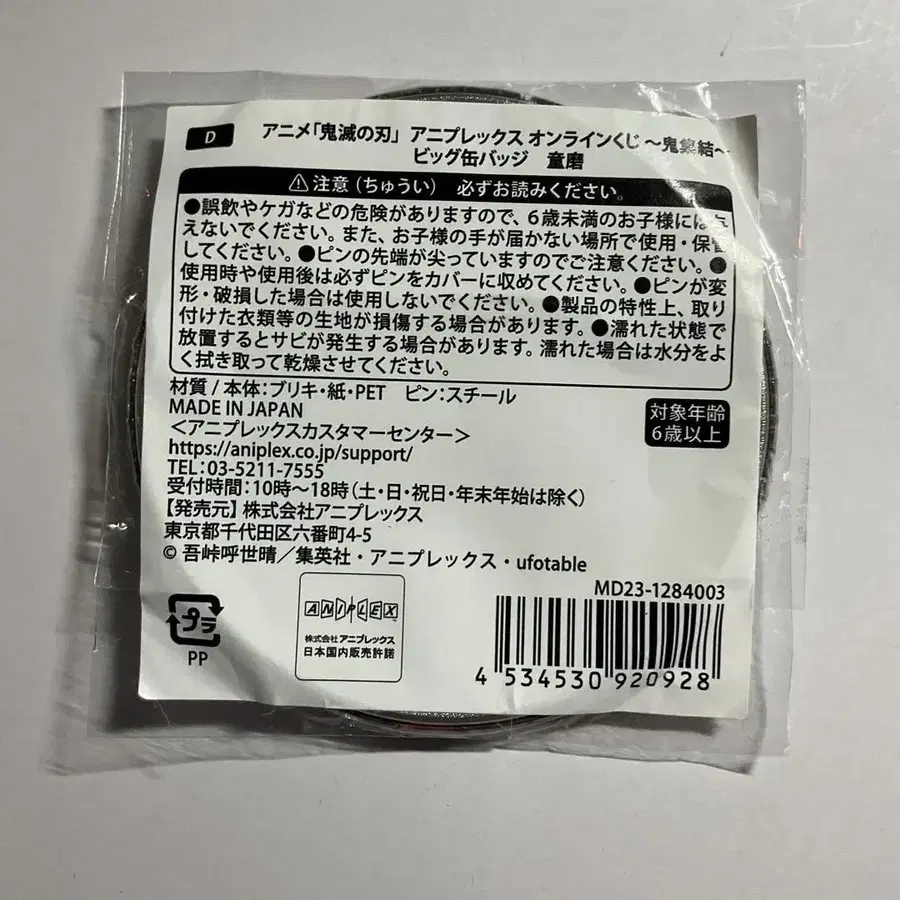 D
アニメ「鬼滅の刃」 アニプレックス オンラインくじ ～鬼集結～
ビッグ缶バッジ 童磨
⚠注意（ちゅうい） 必ずお読みください。
●誤飲やケガなどの危険がありますので、6歳未満のお子様には与
えないでください。また、お子様の手が届かない場所で使用・保管
してください。●ピンの先端が尖っていますのでご注意ください。●
使用時や使用後は必ずピンをカバーに収めてください。●ピンが変
形・破損した場合は使用しないでください。●製品の特性上、取り
付けた衣類等の生地が損傷する場合があります。●濡れた状態で
放置するとサビが発生する場合があります。濡れた場合は水分をよ
く拭き取って乾燥させてください。
材質 / 本体：ブリキ・紙・PET ピン：スチール
MADE IN JAPAN
＜アニプレックスカスタマーセンター＞
https://aniplex.co.jp/support/
TEL：03-5211-7555
受付時間：10時～18時（土・日・祝日・年末年始は除く）
【発売元】株式会社アニプレックス
東京都千代田区六番町4-5
© 吾峠呼世晴／集英社・アニプレックス・ufotable
対象年齢
6歳以上
MD23-1284003
プラ
PP
ANIPLEX
株式会社アニプレックス
日本国内販売許諾
4 534530 920928